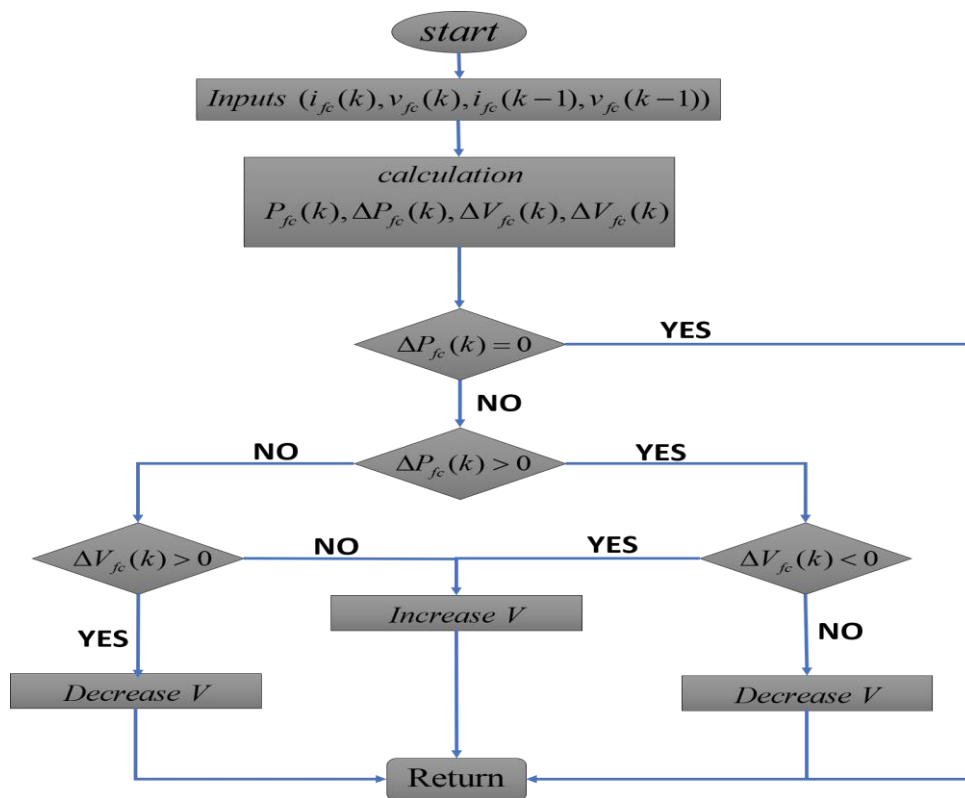 start
Inputs (i_fc(k), v_fc(k), i_fc(k−1), v_fc(k−1))
calculation
P_fc(k), ΔP_fc(k), ΔV_fc(k), ΔV_fc(k)
ΔP_fc(k) = 0
YES
NO
ΔP_fc(k) > 0
NO
YES
ΔV_fc(k) > 0
NO
YES
ΔV_fc(k) < 0
Increase V
YES
NO
Decrease V
Decrease V
Return